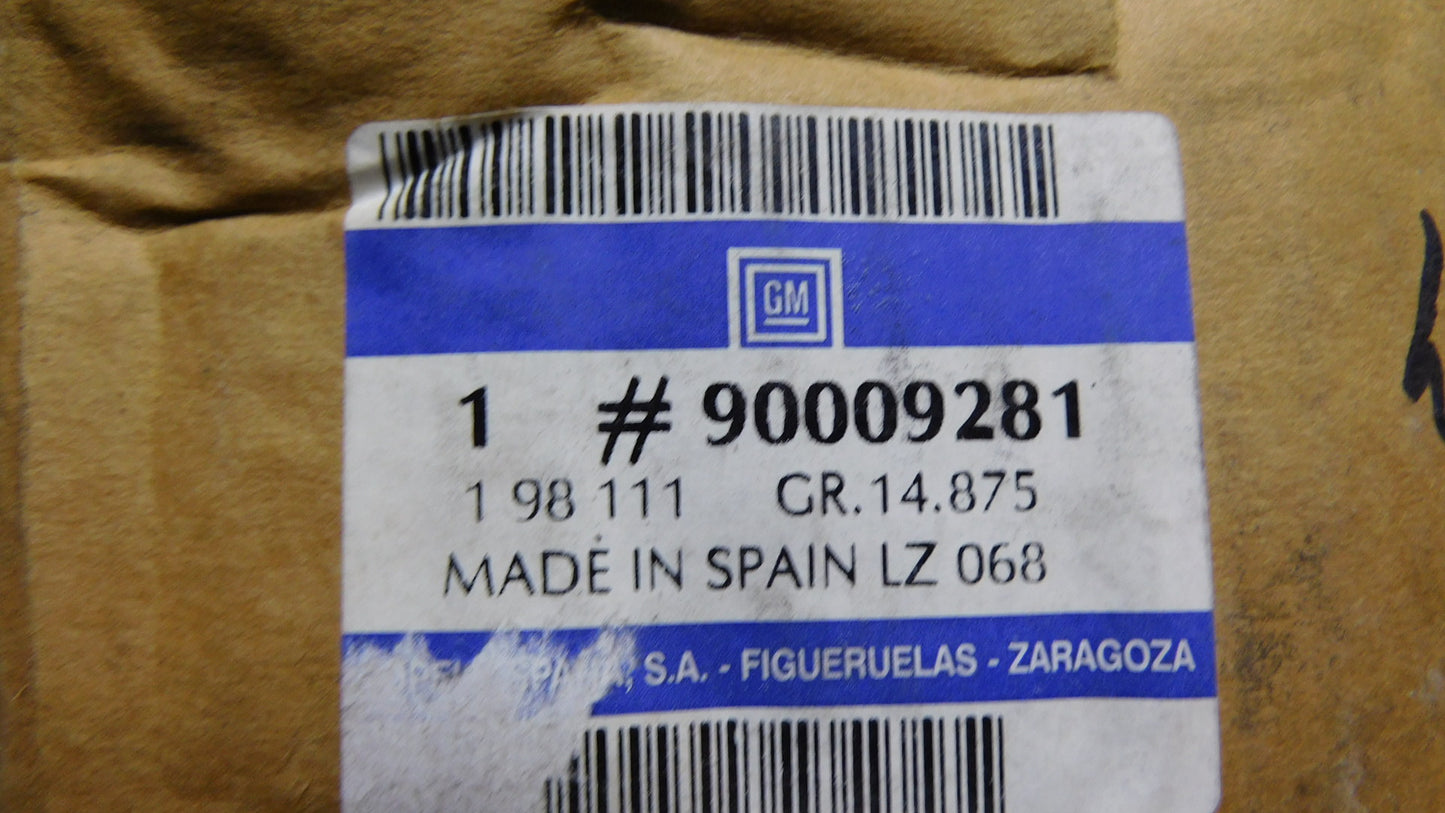 GM
1 # 90009281
1 98 111 GR.14.875
MADE IN SPAIN LZ 068
S.A. - FIGUERUELAS - ZARAGOZA